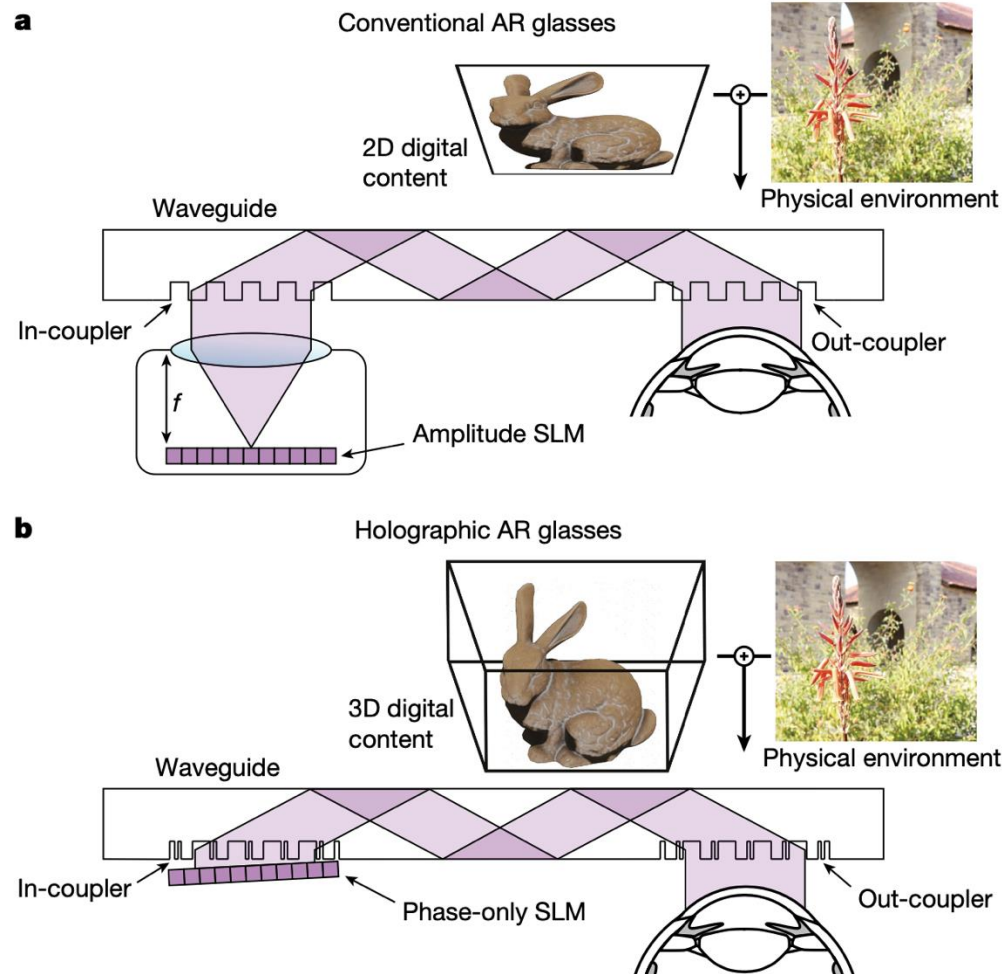 a
Conventional AR glasses
2D digital
content
Physical environment
Waveguide
In-coupler
Out-coupler
f
Amplitude SLM
b
Holographic AR glasses
3D digital
content
Physical environment
Waveguide
In-coupler
Out-coupler
Phase-only SLM